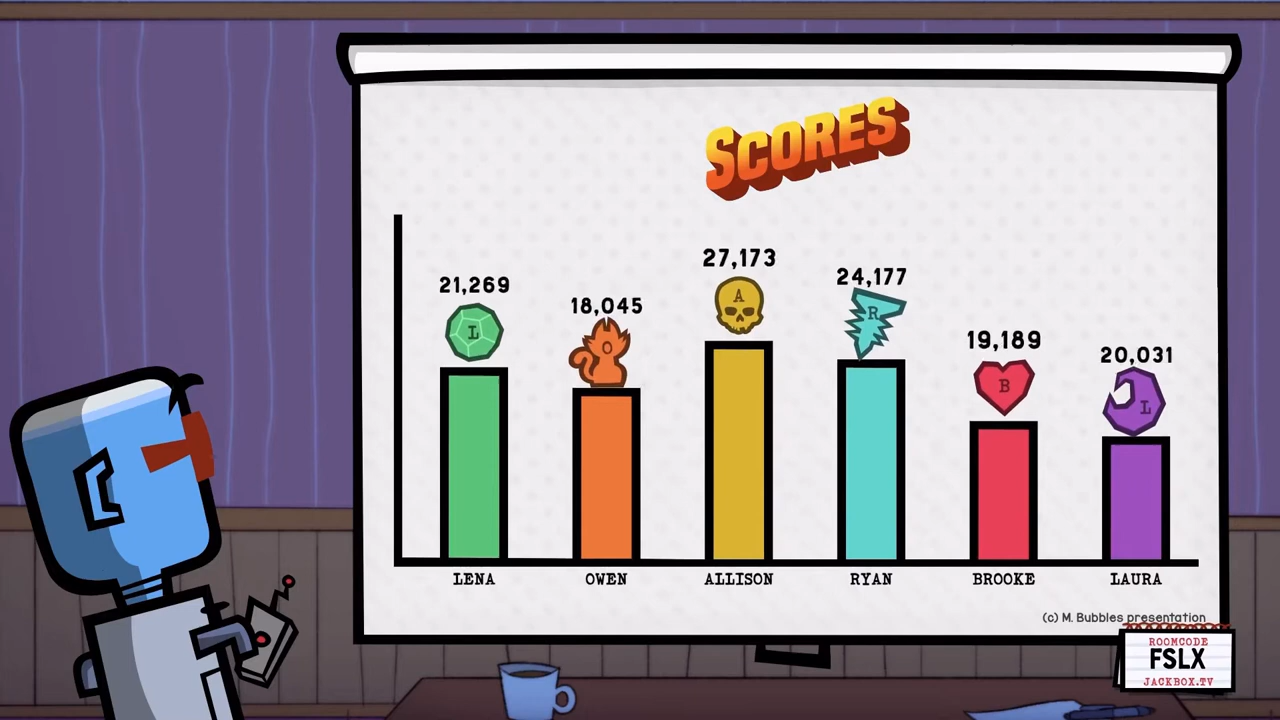 SCORES
21,269
18,045
27,173
24,177
19,189
20,031
L
O
A
R
B
L
LENA
OWEN
ALLISON
RYAN
BROOKE
LAURA
(c) M. Bubbles presentation
ROOMCODE
FSLX
JACKBOX.TV